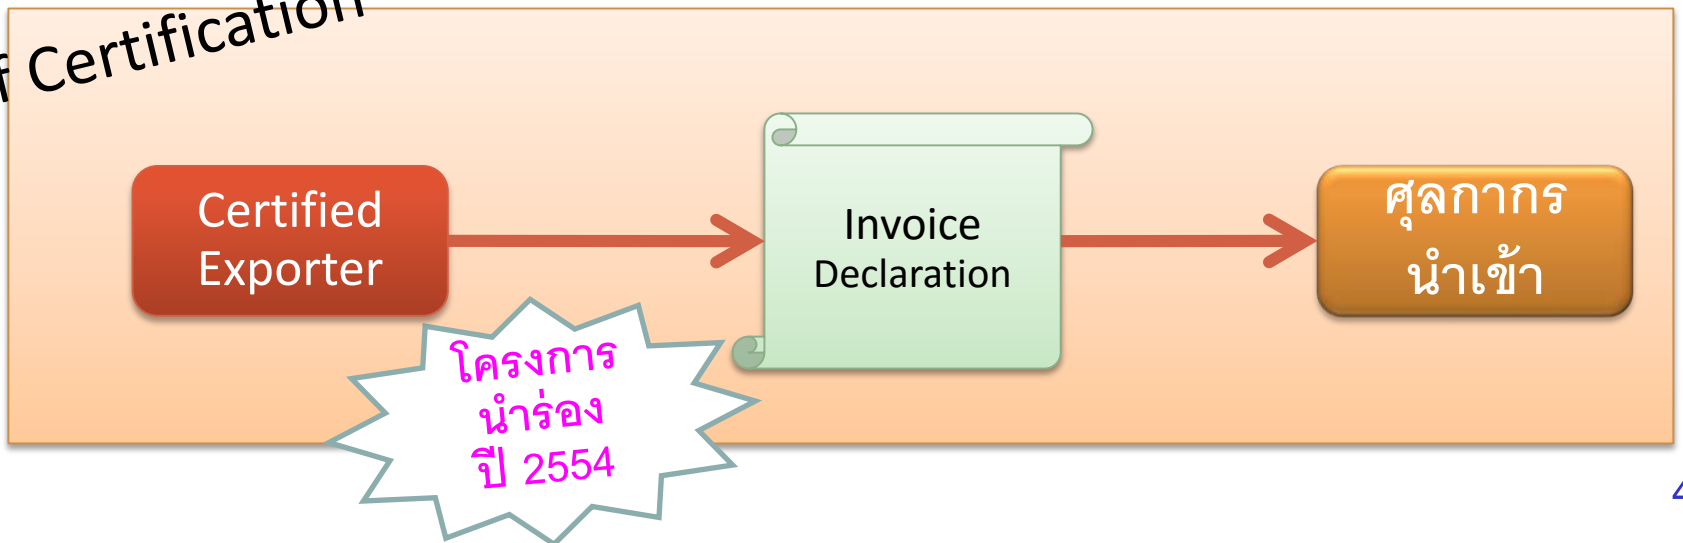 Certification
Certified
Exporter
Invoice
Declaration
ศุลกากร
นำเข้า
โครงการ
นำร่อง
ปี 2554